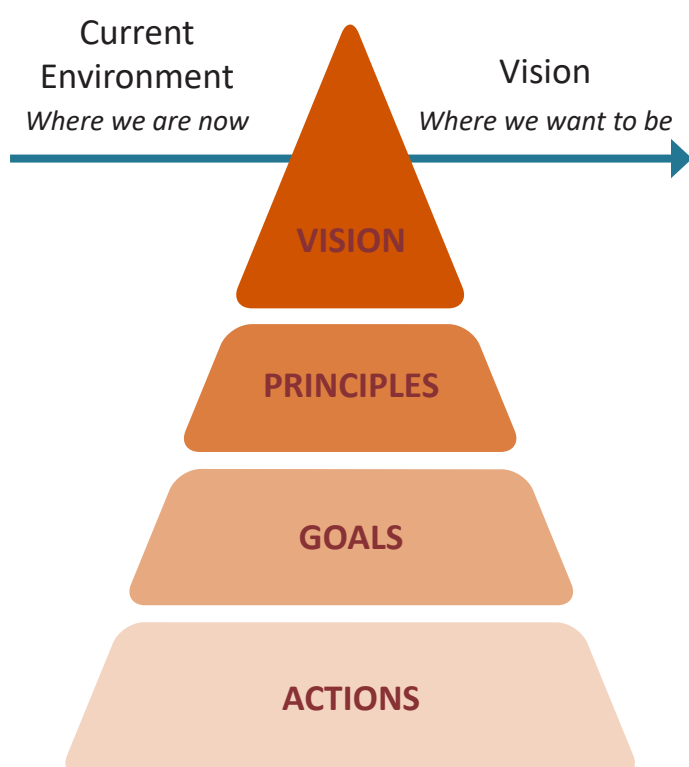 Current
Environment
Where we are now
Vision
Where we want to be
VISION
PRINCIPLES
GOALS
ACTIONS